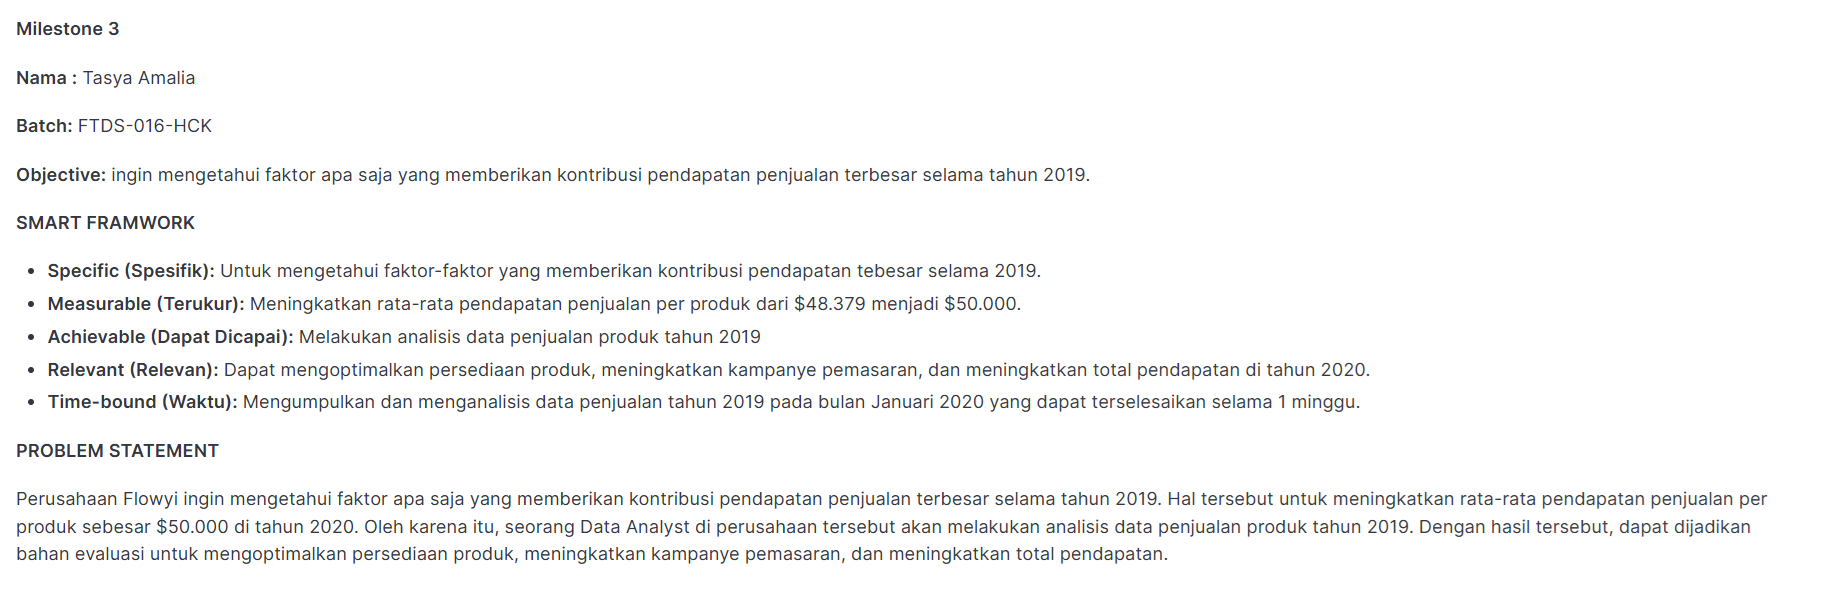 Milestone 3
Nama : Tasya Amalia
Batch: FTDS-016-HCK
Objective: ingin mengetahui faktor apa saja yang memberikan kontribusi pendapatan penjualan terbesar selama tahun 2019.
SMART FRAMWORK
• Specific (Spesifik): Untuk mengetahui faktor-faktor yang memberikan kontribusi pendapatan tebesar selama 2019.
• Measurable (Terukur): Meningkatkan rata-rata pendapatan penjualan per produk dari $48.379 menjadi $50.000.
• Achievable (Dapat Dicapai): Melakukan analisis data penjualan produk tahun 2019
• Relevant (Relevan): Dapat mengoptimalkan persediaan produk, meningkatkan kampanye pemasaran, dan meningkatkan total pendapatan di tahun 2020.
• Time-bound (Waktu): Mengumpulkan dan menganalisis data penjualan tahun 2019 pada bulan Januari 2020 yang dapat terselesaikan selama 1 minggu.
PROBLEM STATEMENT
Perusahaan Flowyi ingin mengetahui faktor apa saja yang memberikan kontribusi pendapatan penjualan terbesar selama tahun 2019. Hal tersebut untuk meningkatkan rata-rata pendapatan penjualan per
produk sebesar $50.000 di tahun 2020. Oleh karena itu, seorang Data Analyst di perusahaan tersebut akan melakukan analisis data penjualan produk tahun 2019. Dengan hasil tersebut, dapat dijadikan
bahan evaluasi untuk mengoptimalkan persediaan produk, meningkatkan kampanye pemasaran, dan meningkatkan total pendapatan.